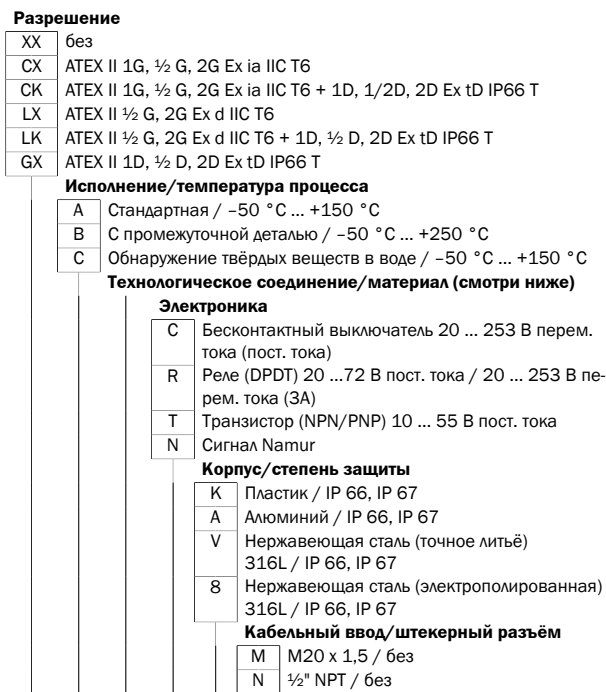 Разрешение
XX без
CX ATEX II 1G, ½ G, 2G Ex ia IIC T6
CK ATEX II 1G, ½ G, 2G Ex ia IIC T6 + 1D, 1/2D, 2D Ex tD IP66 T
LX ATEX II ½ G, 2G Ex d IIC T6
LK ATEX II ½ G, 2G Ex d IIC T6 + 1D, ½ D, 2D Ex tD IP66 T
GX ATEX II 1D, ½ D, 2D Ex tD IP66 T
Исполнение/температура процесса
A Стандартная / –50 °C ... +150 °C
B С промежуточной деталью / –50 °C ... +250 °C
C Обнаружение твёрдых веществ в воде / –50 °C ... +150 °C
Технологическое соединение/материал (смотри ниже)
Электроника
C Бесконтактный выключатель 20 ... 253 В перем.
тока (пост. тока)
R Реле (DPDT) 20 ...72 В пост. тока / 20 ... 253 В пе-
рем. тока (3А)
T Транзистор (NPN/PNP) 10 ... 55 В пост. тока
N Сигнал Namur
Корпус/степень защиты
K Пластик / IP 66, IP 67
A Алюминий / IP 66, IP 67
V Нержавеющая сталь (точное литьё)
316L / IP 66, IP 67
8 Нержавеющая сталь (электрополированная)
316L / IP 66, IP 67
Кабельный ввод/штекерный разъём
M M20 x 1,5 / без
N ½" NPT / без